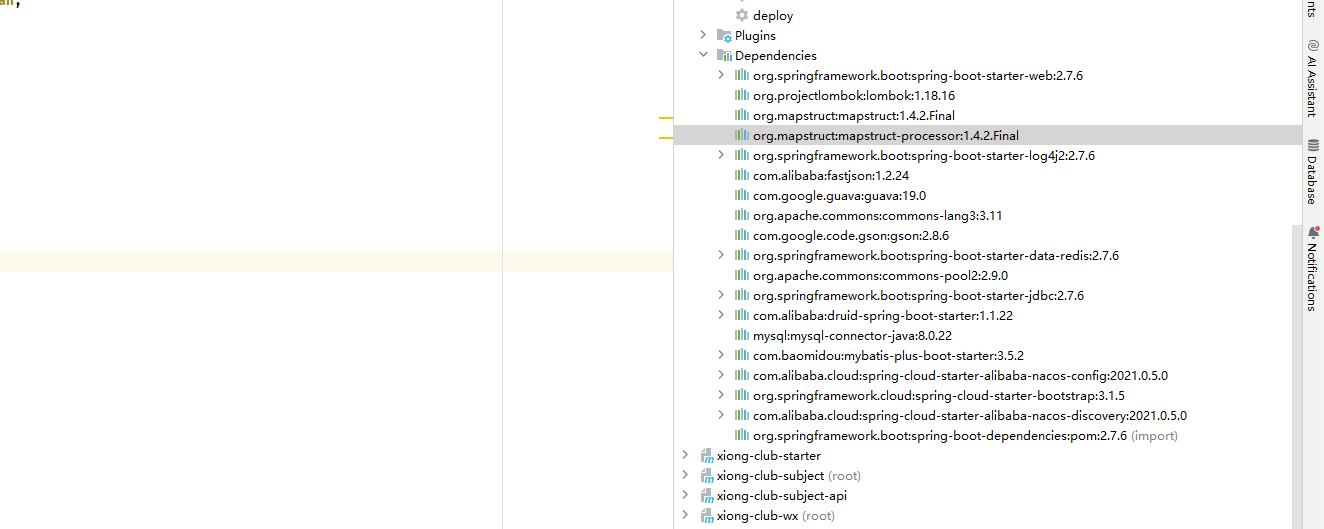 deploy
Plugins
Dependencies
org.springframework.boot:spring-boot-starter-web:2.7.6
org.projectlombok:lombok:1.18.16
org.mapstruct:mapstruct:1.4.2.Final
org.mapstruct:mapstruct-processor:1.4.2.Final
org.springframework.boot:spring-boot-starter-log4j2:2.7.6
com.alibaba:fastjson:1.2.24
com.google.guava:guava:19.0
org.apache.commons:commons-lang3:3.11
com.google.code.gson:gson:2.8.6
org.springframework.boot:spring-boot-starter-data-redis:2.7.6
org.apache.commons:commons-pool2:2.9.0
org.springframework.boot:spring-boot-starter-jdbc:2.7.6
com.alibaba:druid-spring-boot-starter:1.1.22
mysql:mysql-connector-java:8.0.22
com.baomidou:mybatis-plus-boot-starter:3.5.2
com.alibaba.cloud:spring-cloud-starter-alibaba-nacos-config:2021.0.5.0
org.springframework.cloud:spring-cloud-starter-bootstrap:3.1.5
com.alibaba.cloud:spring-cloud-starter-alibaba-nacos-discovery:2021.0.5.0
org.springframework.boot:spring-boot-dependencies:pom:2.7.6 (import)
xiong-club-starter
xiong-club-subject (root)
xiong-club-subject-api
xiong-club-wx (root)
nts
AI Assistant
Database
Notifications